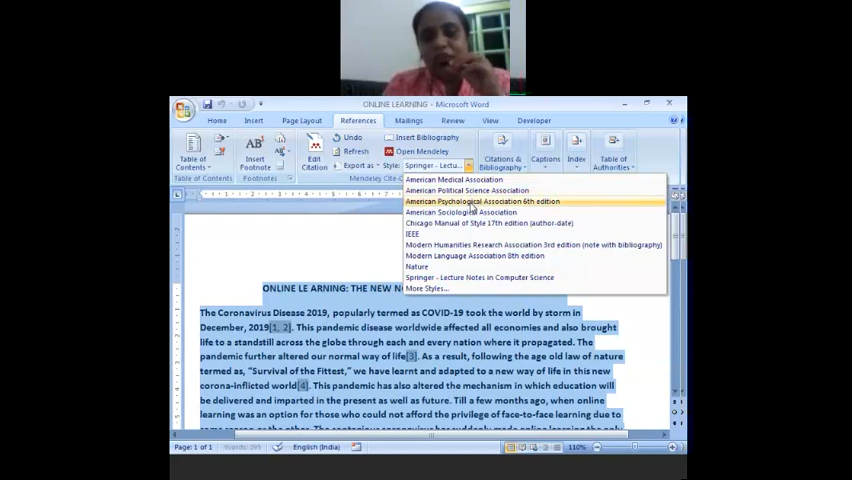 ONLINE LEARNING - Microsoft Word
Home Insert Page Layout References Mailings Review View Developer
Table of Contents
AB¹
Insert Footnote
Footnotes
Edit Citation
Undo
Refresh
Export as
Insert Bibliography
Open Mendeley
Style: Springer - Lectu...
Citations & Bibliography
Captions
Index
Table of Authorities
American Medical Association
American Political Science Association
American Psychological Association 6th edition
American Sociological Association
Chicago Manual of Style 17th edition (author-date)
IEEE
Modern Humanities Research Association 3rd edition (note with bibliography)
Modern Language Association 8th edition
Nature
Springer - Lecture Notes in Computer Science
More Styles...
ONLINE LE ARNING: THE NEW
The Coronavirus Disease 2019, popularly termed as COVID-19 took the world by storm in
December, 2019[1, 2]. This pandemic disease worldwide affected all economies and also brought
life to a standstill across the globe through each and every nation where it propagated. The
pandemic further altered our normal way of life[3]. As a result, following the age old law of nature
termed as, “Survival of the Fittest,” we have learnt and adapted to a new way of life in this new
corona-inflicted world[4]. This pandemic has also altered the mechanism in which education will
be delivered and imparted in the present as well as future. Till a few months ago, when online
learning was an option for those who could not afford the privilege of face-to-face learning due to
Page: 1 of 1 Words: 295 English (India) 110%